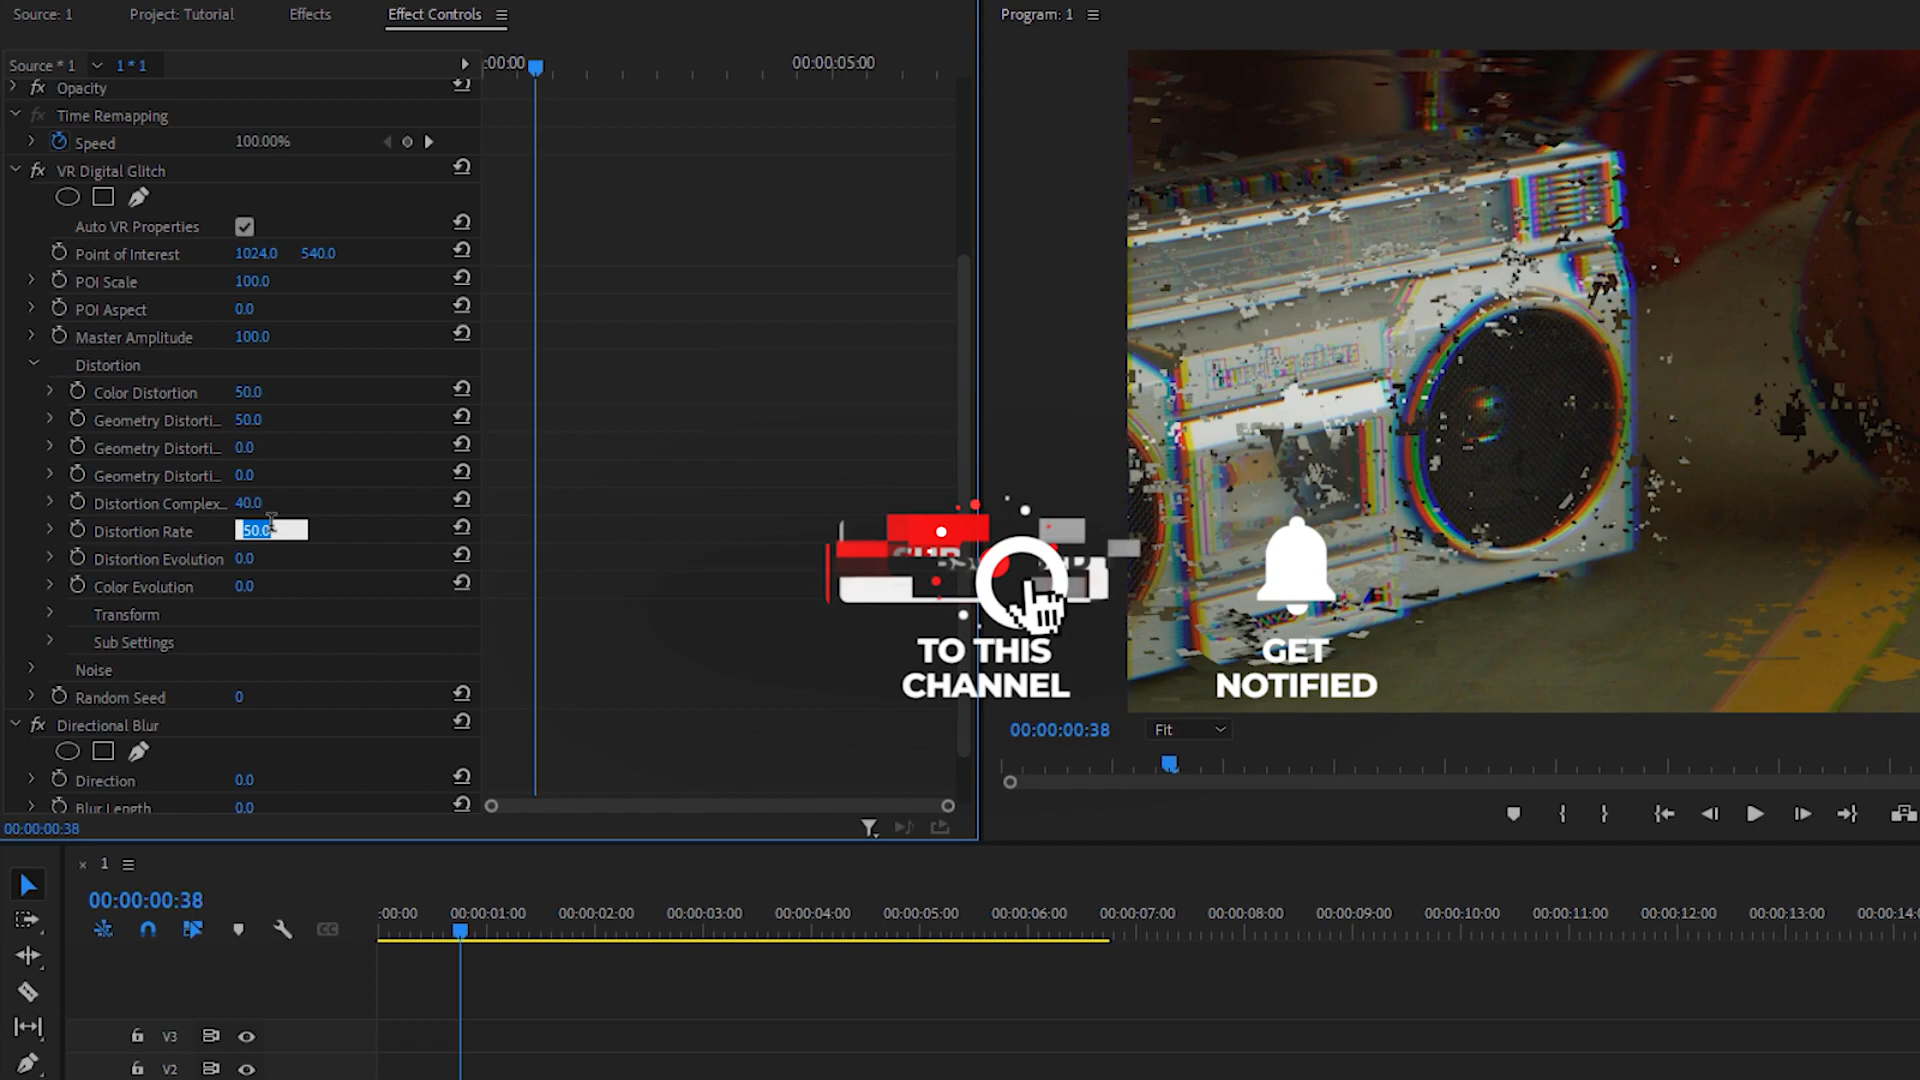 Source: 1
Project: Tutorial
Effects
Effect Controls
Program: 1
Source * 1
1 * 1
:00:00
00:00:05:00
fx Opacity
fx Time Remapping
Speed 100.00%
fx VR Digital Glitch
Auto VR Properties
Point of Interest 1024.0 540.0
POI Scale 100.0
POI Aspect 0.0
Master Amplitude 100.0
Distortion
Color Distortion 50.0
Geometry Distorti... 50.0
Geometry Distorti... 0.0
Geometry Distorti... 0.0
Distortion Complex... 40.0
Distortion Rate 50.0
Distortion Evolution 0.0
Color Evolution 0.0
Transform
Sub Settings
Noise
Random Seed 0
fx Directional Blur
Direction 0.0
Blur Length 0.0
00:00:00:38
TO THIS
CHANNEL
GET
NOTIFIED
00:00:00:38
Fit
× 1
00:00:00:38
:00:00 00:00:01:00 00:00:02:00 00:00:03:00 00:00:04:00 00:00:05:00 00:00:06:00 00:00:07:00 00:00:08:00 00:00:09:00 00:00:10:00 00:00:11:00 00:00:12:00 00:00:13:00 00:00:14:0
CC
V3
V2